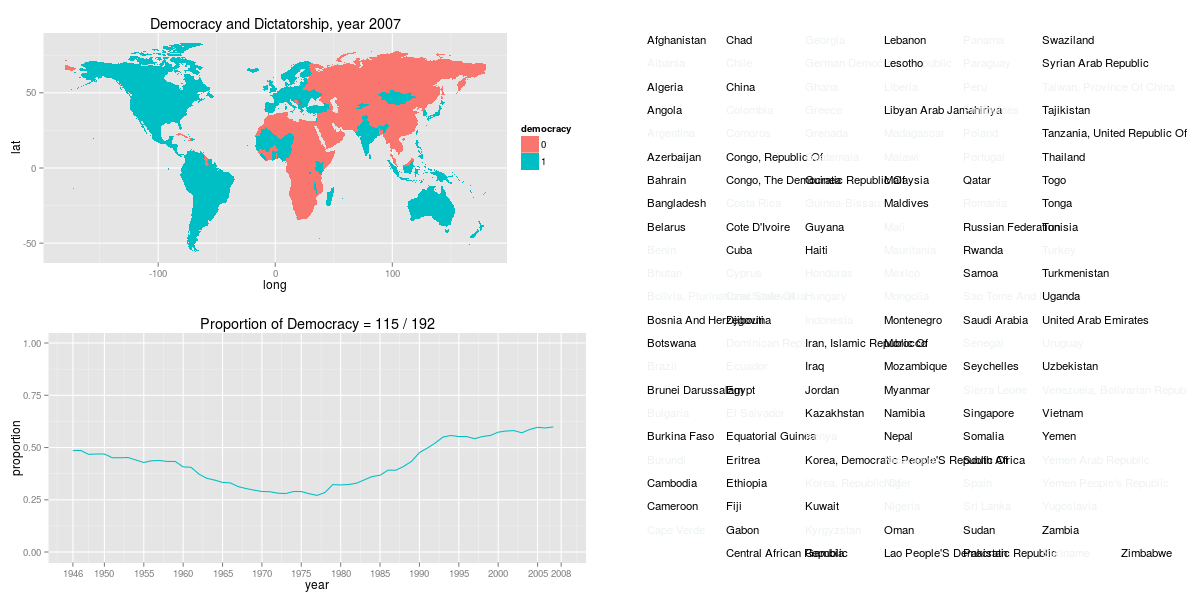 Democracy and Dictatorship, year 2007
lat
50
0
-50
-100
0
100
long
democracy
0
1
Proportion of Democracy = 115 / 192
proportion
1.00
0.75
0.50
0.25
0.00
1946 1950 1955 1960 1965 1970 1975 1980 1985 1990 1995 2000 2005 2008
year
Afghanistan
Albania
Algeria
Angola
Argentina
Azerbaijan
Bahrain
Bangladesh
Belarus
Benin
Bhutan
Bolivia,
Bosnia And Herzegovina
Botswana
Brazil
Brunei Darussalam
Bulgaria
Burkina Faso
Burundi
Cambodia
Cameroon
Cape Verde
Chad
Chile
China
Comoros
Congo, Republic Of
Congo, The Democratic Republic Of
Costa Rica
Cote D'Ivoire
Cuba
Cyprus
Djibouti
Dominican Republic
Ecuador
Egypt
El Salvador
Equatorial Guinea
Eritrea
Ethiopia
Fiji
Gabon
Central African Republic
Georgia
German Democratic Republic
Ghana
Greece
Grenada
Guatemala
Guinea
Guinea-Bissau
Guyana
Haiti
Honduras
Hungary
Indonesia
Iran, Islamic Republic Of
Iraq
Jordan
Kazakhstan
Kenya
Korea, Democratic People'S Republic Of
Korea, Republic Of
Kuwait
Kyrgyzstan
Gambia
Lebanon
Lesotho
Liberia
Libyan Arab Jamahiriya
Madagascar
Malawi
Malaysia
Maldives
Mali
Mauritania
Mexico
Mongolia
Montenegro
Morocco
Mozambique
Myanmar
Namibia
Nepal
Niger
Nigeria
Oman
Lao People'S Democratic Republic
Panama
Paraguay
Peru
Poland
Portugal
Qatar
Romania
Russian Federation
Rwanda
Samoa
Sao Tome And
Saudi Arabia
Senegal
Seychelles
Sierra Leone
Singapore
Somalia
South Africa
Spain
Sri Lanka
Sudan
Pakistan
Swaziland
Syrian Arab Republic
Taiwan, Province Of China
Tajikistan
Tanzania, United Republic Of
Thailand
Togo
Tonga
Tunisia
Turkey
Turkmenistan
Uganda
United Arab Emirates
Uruguay
Uzbekistan
Venezuela, Bolivarian Repub
Vietnam
Yemen
Yemen Arab Republic
Yemen People's Republic
Yugoslavia
Zambia
Zimbabwe